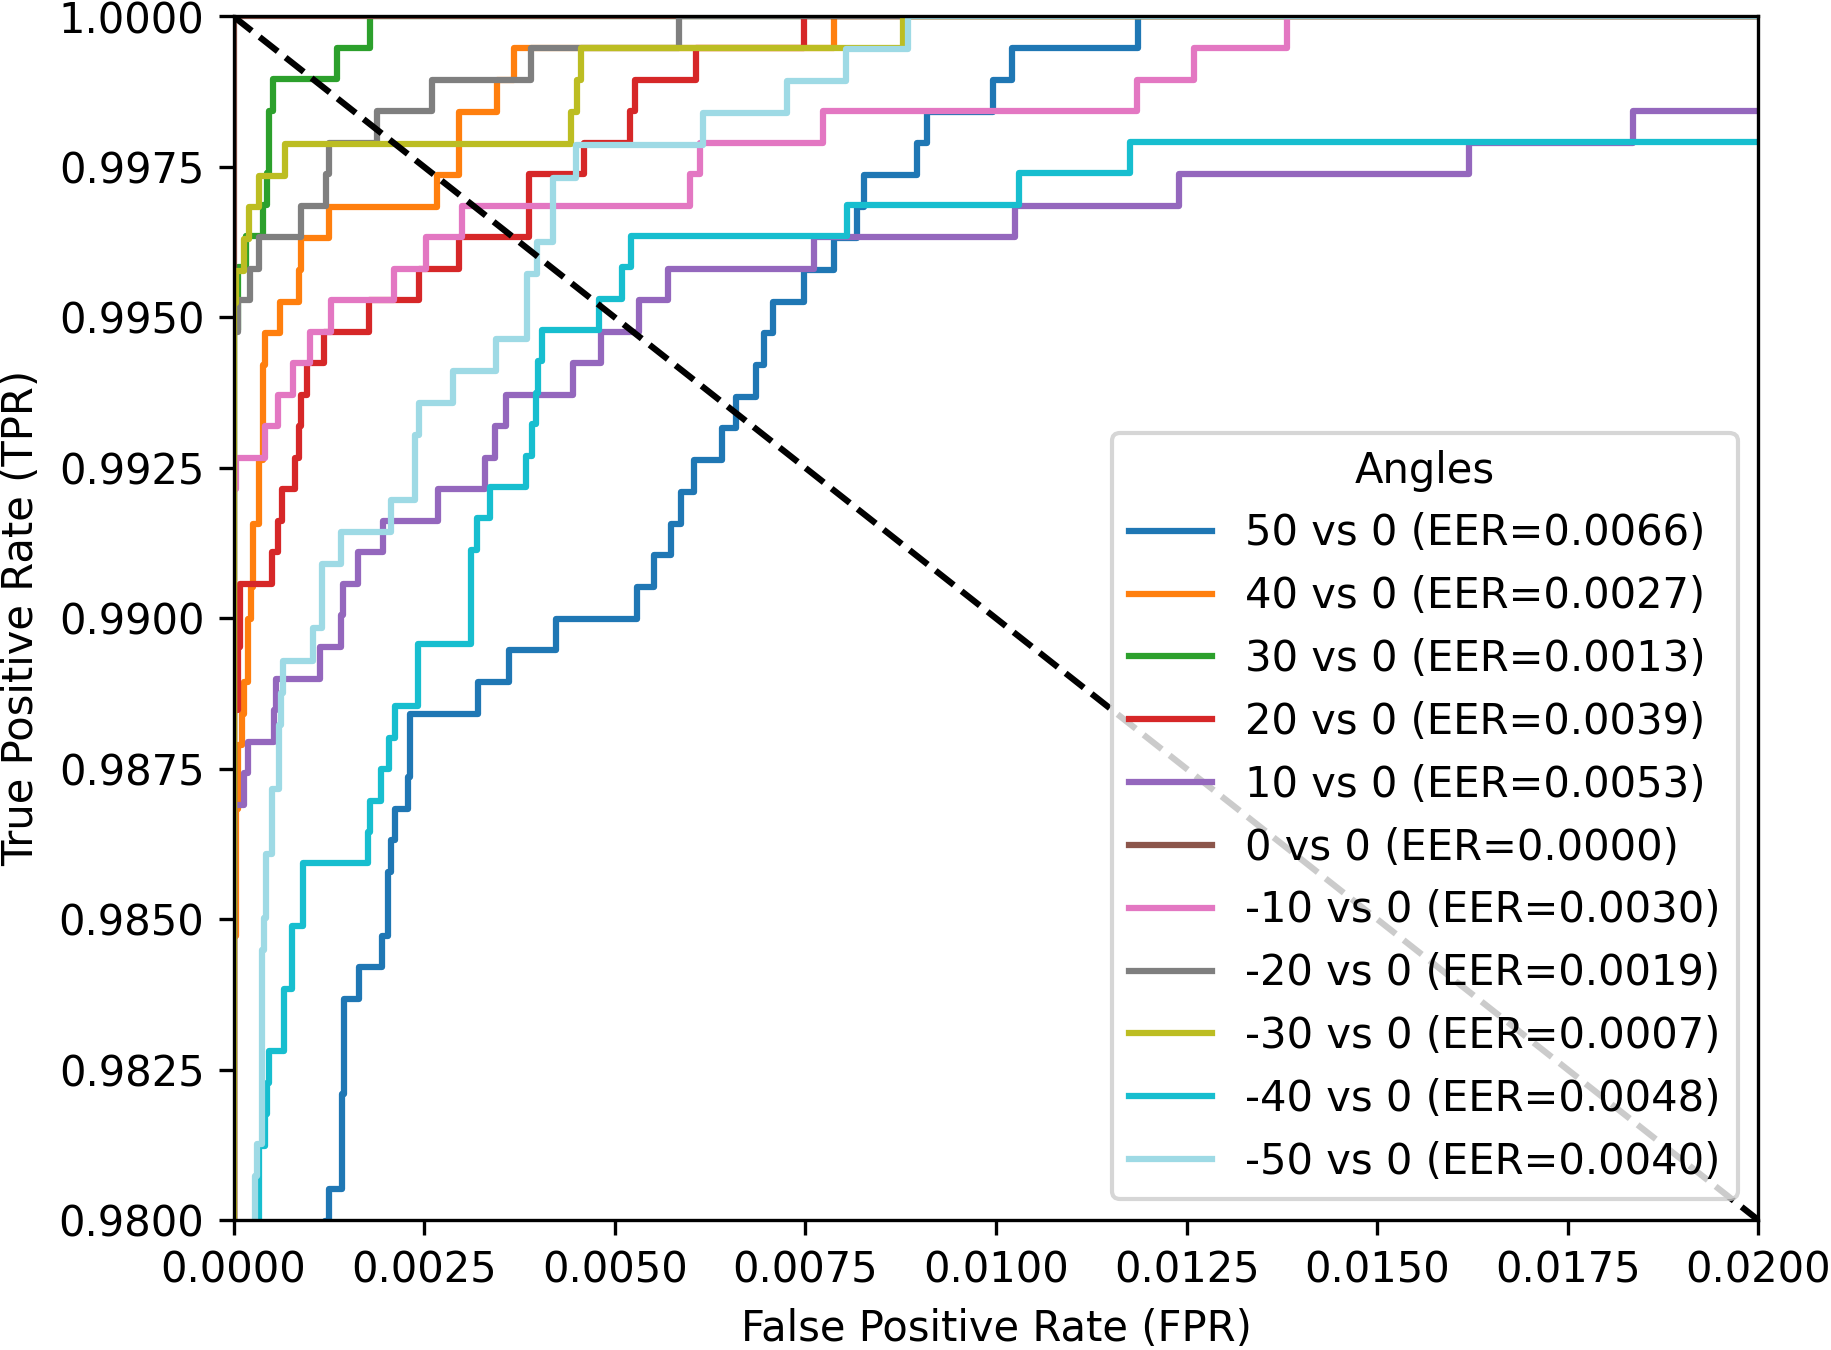 1.0000
0.9975
0.9950
0.9925
0.9900
0.9875
0.9850
0.9825
0.9800
True Positive Rate (TPR)
Angles
50 vs 0 (EER=0.0066)
40 vs 0 (EER=0.0027)
30 vs 0 (EER=0.0013)
20 vs 0 (EER=0.0039)
10 vs 0 (EER=0.0053)
0 vs 0 (EER=0.0000)
-10 vs 0 (EER=0.0030)
-20 vs 0 (EER=0.0019)
-30 vs 0 (EER=0.0007)
-40 vs 0 (EER=0.0048)
-50 vs 0 (EER=0.0040)
0.0000 0.0025 0.0050 0.0075 0.0100 0.0125 0.0150 0.0175 0.0200
False Positive Rate (FPR)